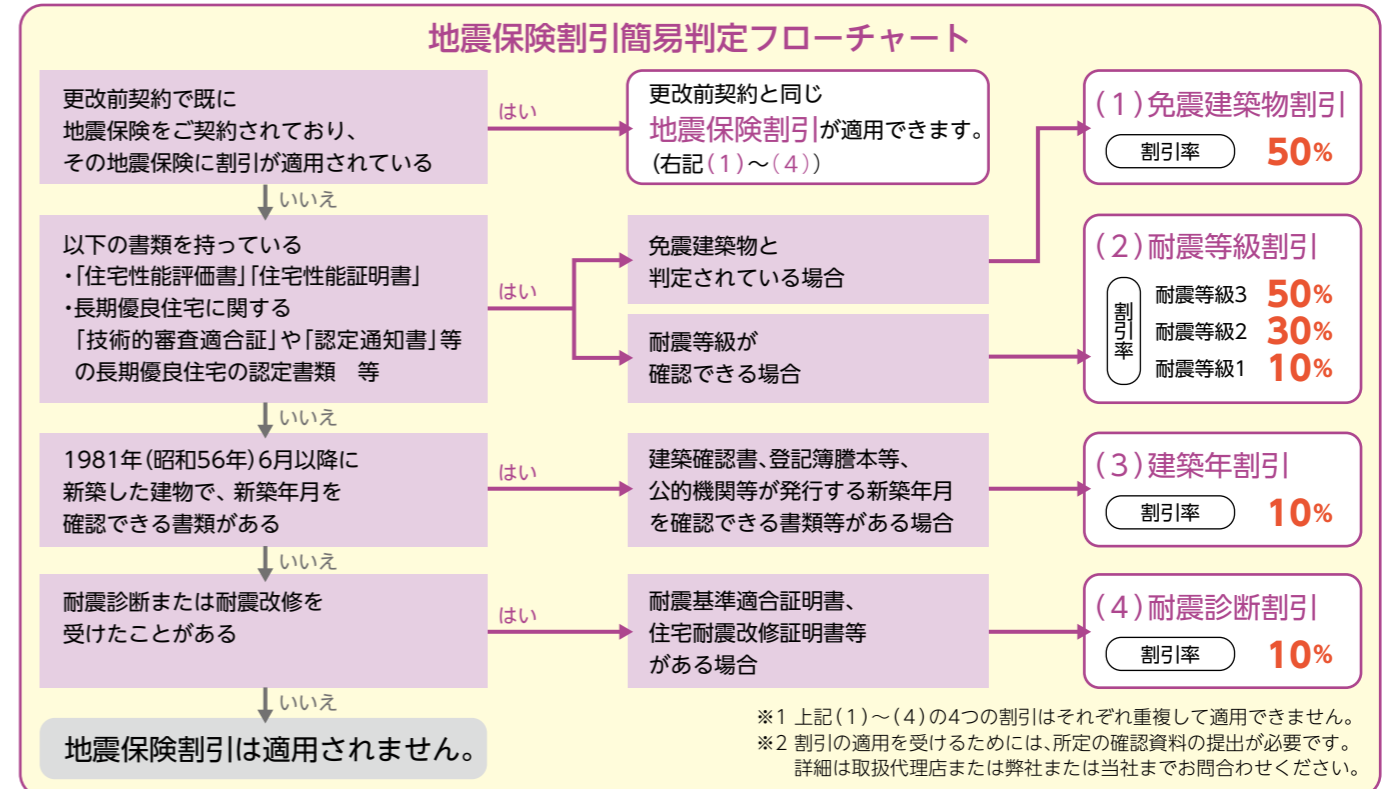 地震保険割引簡易判定フローチャート
更改前契約で既に
地震保険をご契約されており、
その地震保険に割引が適用されている
はい
更改前契約と同じ
地震保険割引が適用できます。
(右記(1)～(4))
いいえ
以下の書類を持っている
・「住宅性能評価書」「住宅性能証明書」
・長期優良住宅に関する
「技術的審査適合証」や「認定通知書」等
の長期優良住宅の認定書類　等
はい
免震建築物と
判定されている場合
耐震等級が
確認できる場合
いいえ
1981年(昭和56年)6月以降に
新築した建物で、新築年月を
確認できる書類がある
はい
建築確認書、登記簿謄本等、
公的機関等が発行する新築年月
を確認できる書類等がある場合
いいえ
耐震診断または耐震改修を
受けたことがある
はい
耐震基準適合証明書、
住宅耐震改修証明書等
がある場合
いいえ
地震保険割引は適用されません。
(1)免震建築物割引
割引率 50%
(2)耐震等級割引
割引率
耐震等級3 50%
耐震等級2 30%
耐震等級1 10%
(3)建築年割引
割引率 10%
(4)耐震診断割引
割引率 10%
※1 上記(1)～(4)の4つの割引はそれぞれ重複して適用できません。
※2 割引の適用を受けるためには、所定の確認資料の提出が必要です。
詳細は取扱代理店または弊社または当社までお問合わせください。